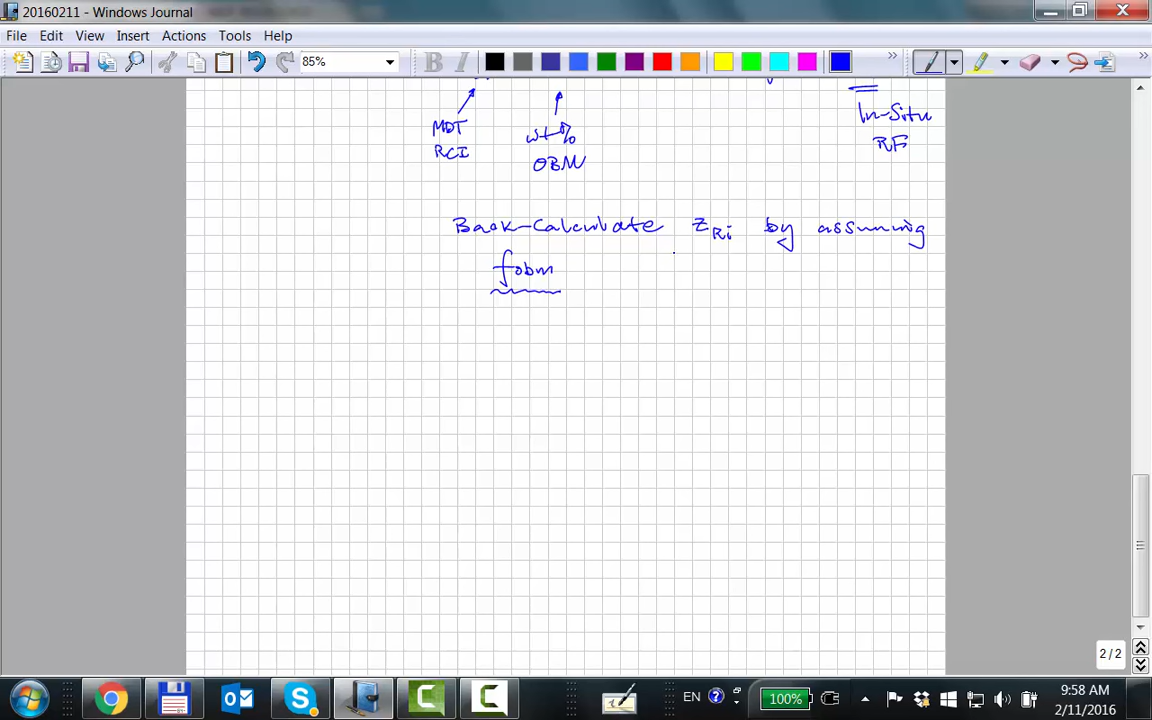 20160211 - Windows Journal
File Edit View Insert Actions Tools Help
85%
MDT
RCI
wt%
OBM
In-Situ
RF
Back-Calculate zRi by assuming
fobm
2/2
EN
100%
9:58 AM
2/11/2016